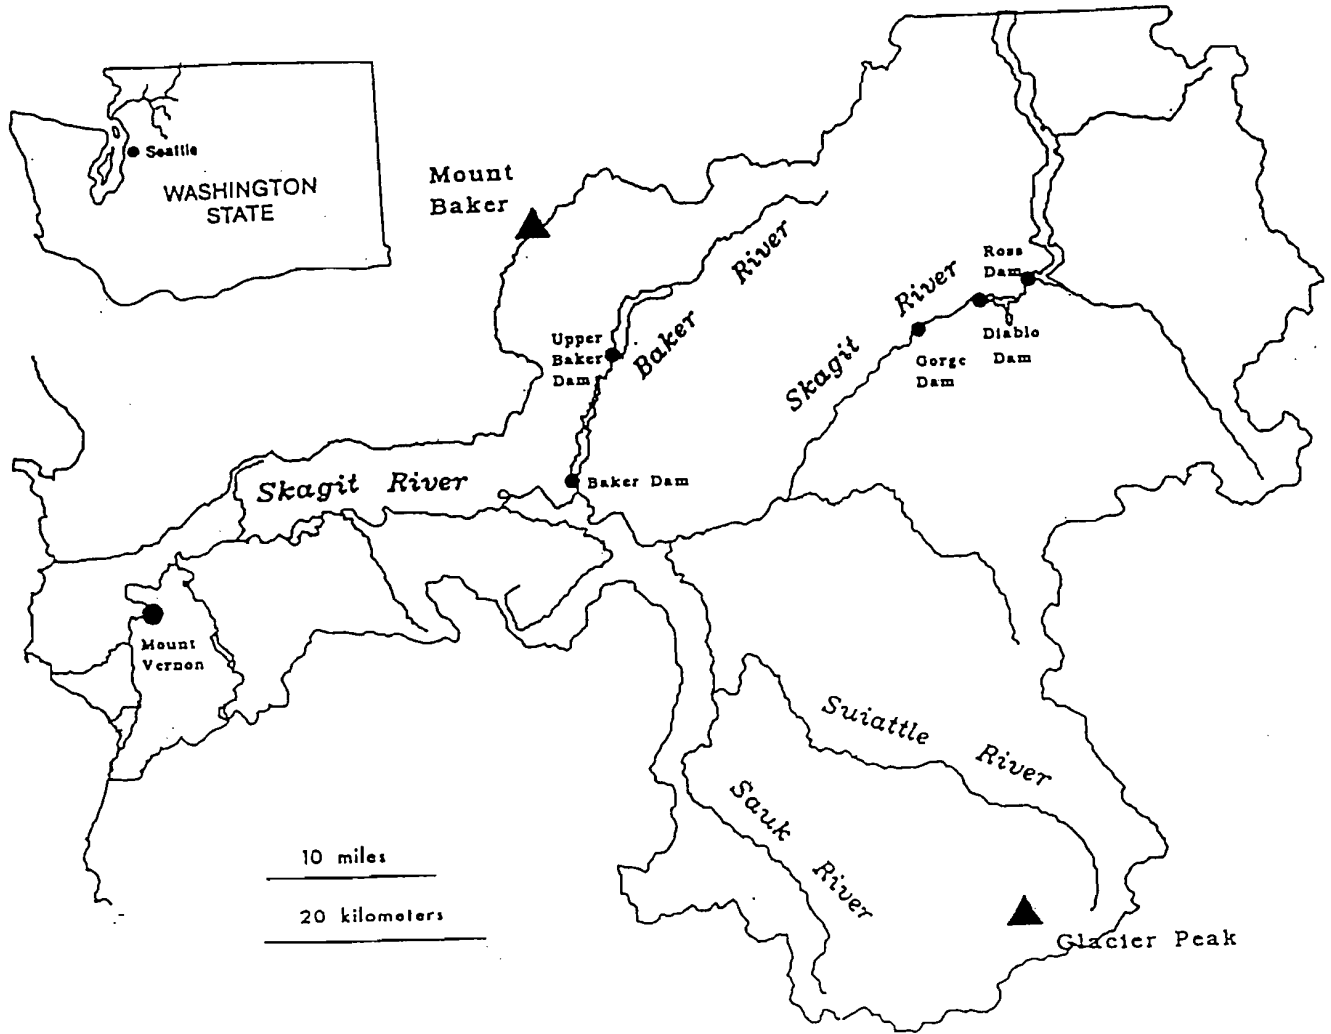 Seattle
WASHINGTON
STATE
Mount
Baker
Baker River
Skagit River
Ross
Dam
Diablo
Dam
Gorge
Dam
Upper
Baker
Dam
Skagit River
Baker Dam
Mount
Vernon
Suiattle River
Sauk River
10 miles
20 kilometers
Glacier Peak